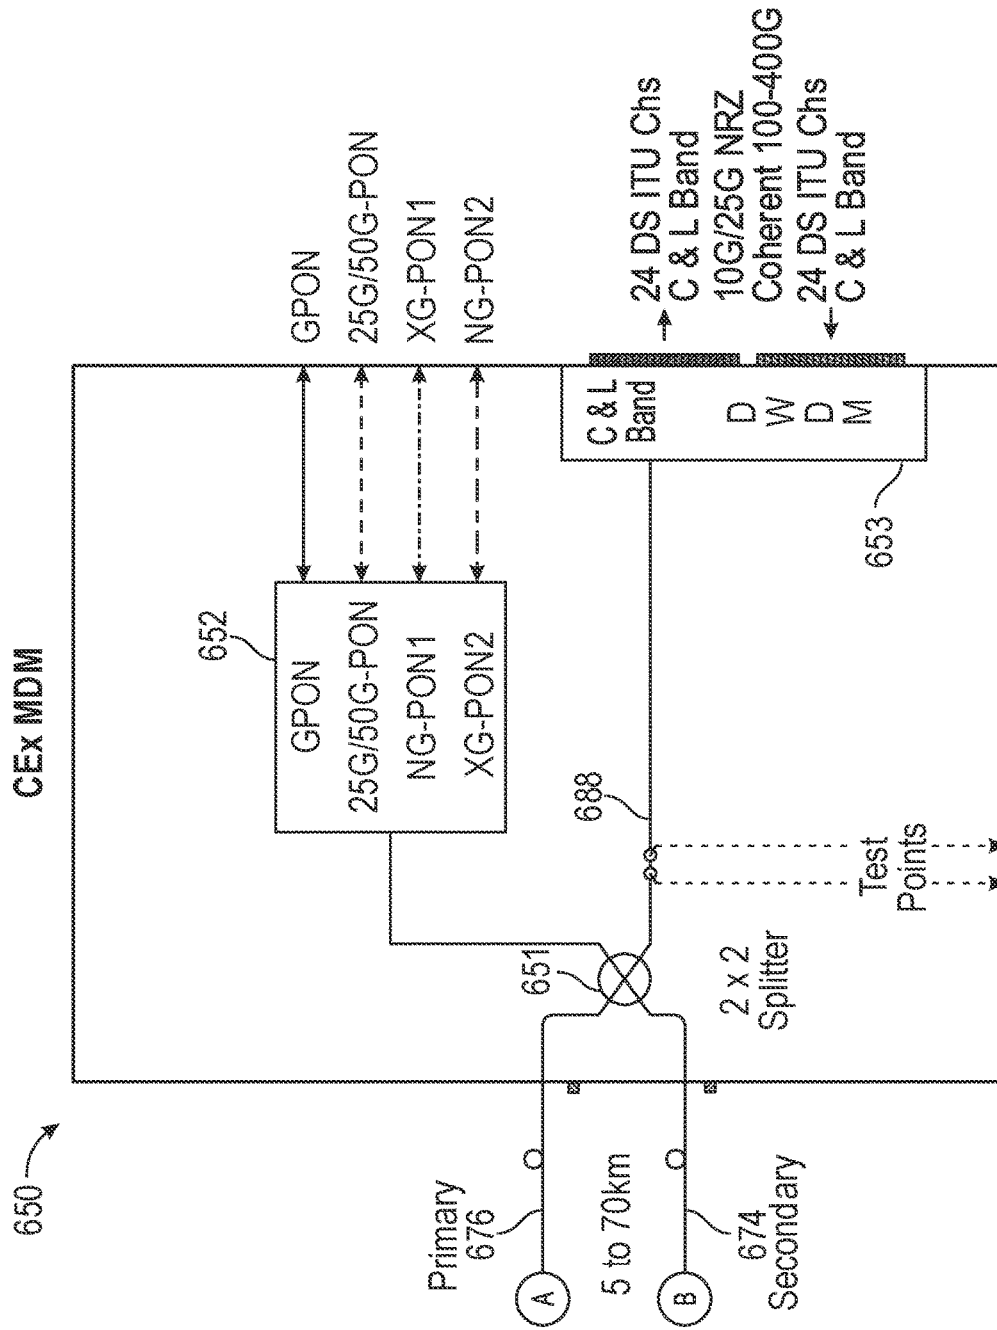 CEx MDM
650
652
GPON
25G/50G-PON
NG-PON1
XG-PON2
GPON
25G/50G-PON
XG-PON1
NG-PON2
Primary
676
A
5 to 70km
B
674
Secondary
651
2 x 2
Splitter
688
Test
Points
C & L
Band
D
W
D
M
653
24 DS ITU Chs
C & L Band
10G/25G NRZ
Coherent 100-400G
24 DS ITU Chs
C & L Band